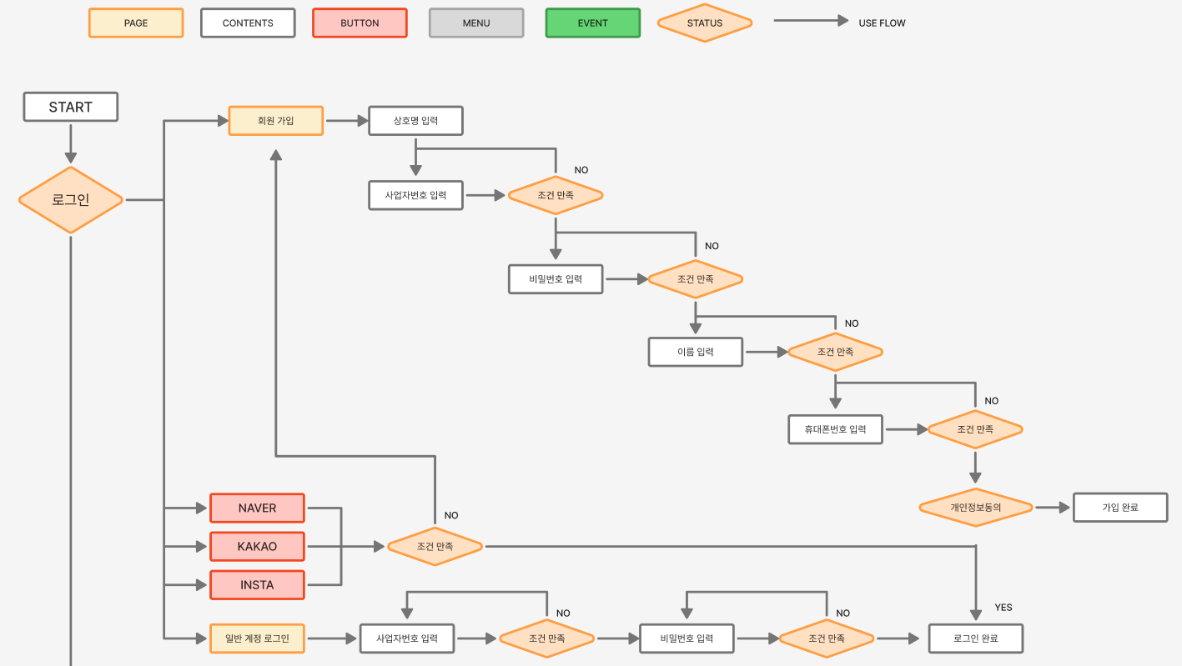 PAGE
CONTENTS
BUTTON
MENU
EVENT
STATUS
USE FLOW
START
로그인
회원 가입
상호명 입력
사업자번호 입력
조건 만족
NO
비밀번호 입력
조건 만족
NO
이름 입력
조건 만족
NO
휴대폰번호 입력
조건 만족
NO
개인정보동의
가입 완료
NAVER
KAKAO
INSTA
조건 만족
NO
일반 계정 로그인
사업자번호 입력
조건 만족
NO
비밀번호 입력
조건 만족
NO
YES
로그인 완료